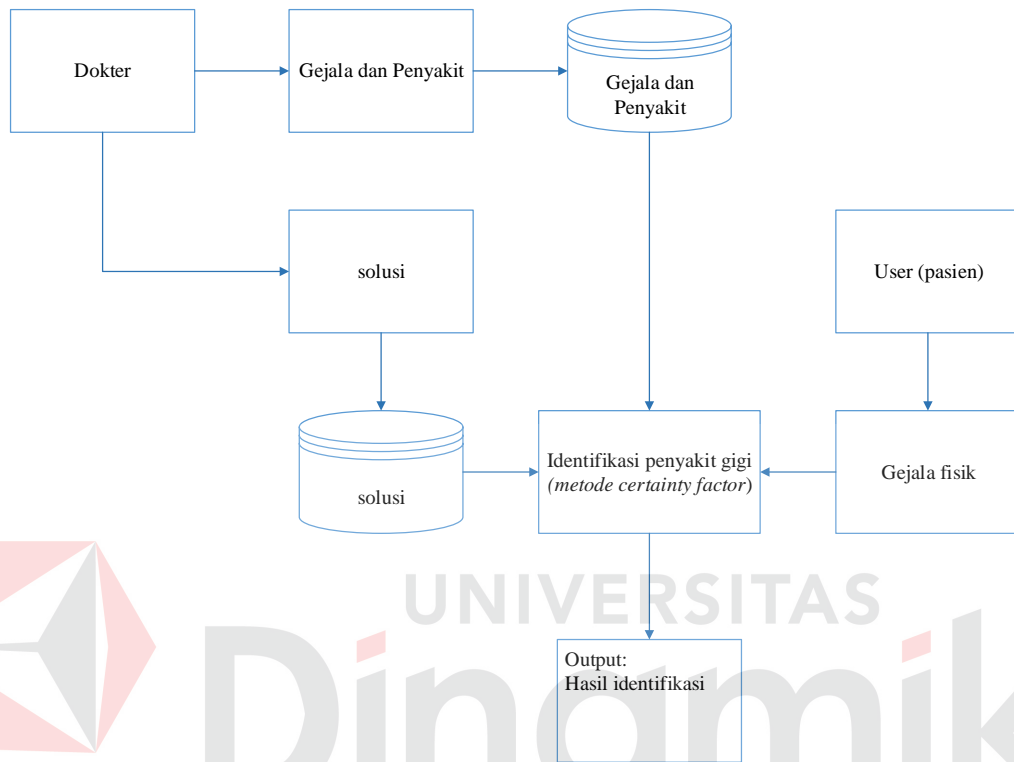 Dokter
Gejala dan Penyakit
Gejala dan
Penyakit
solusi
User (pasien)
solusi
Identifikasi penyakit gigi
(metode certainty factor)
Gejala fisik
UNIVERSITAS
Dinamik
Output:
Hasil identifikasi